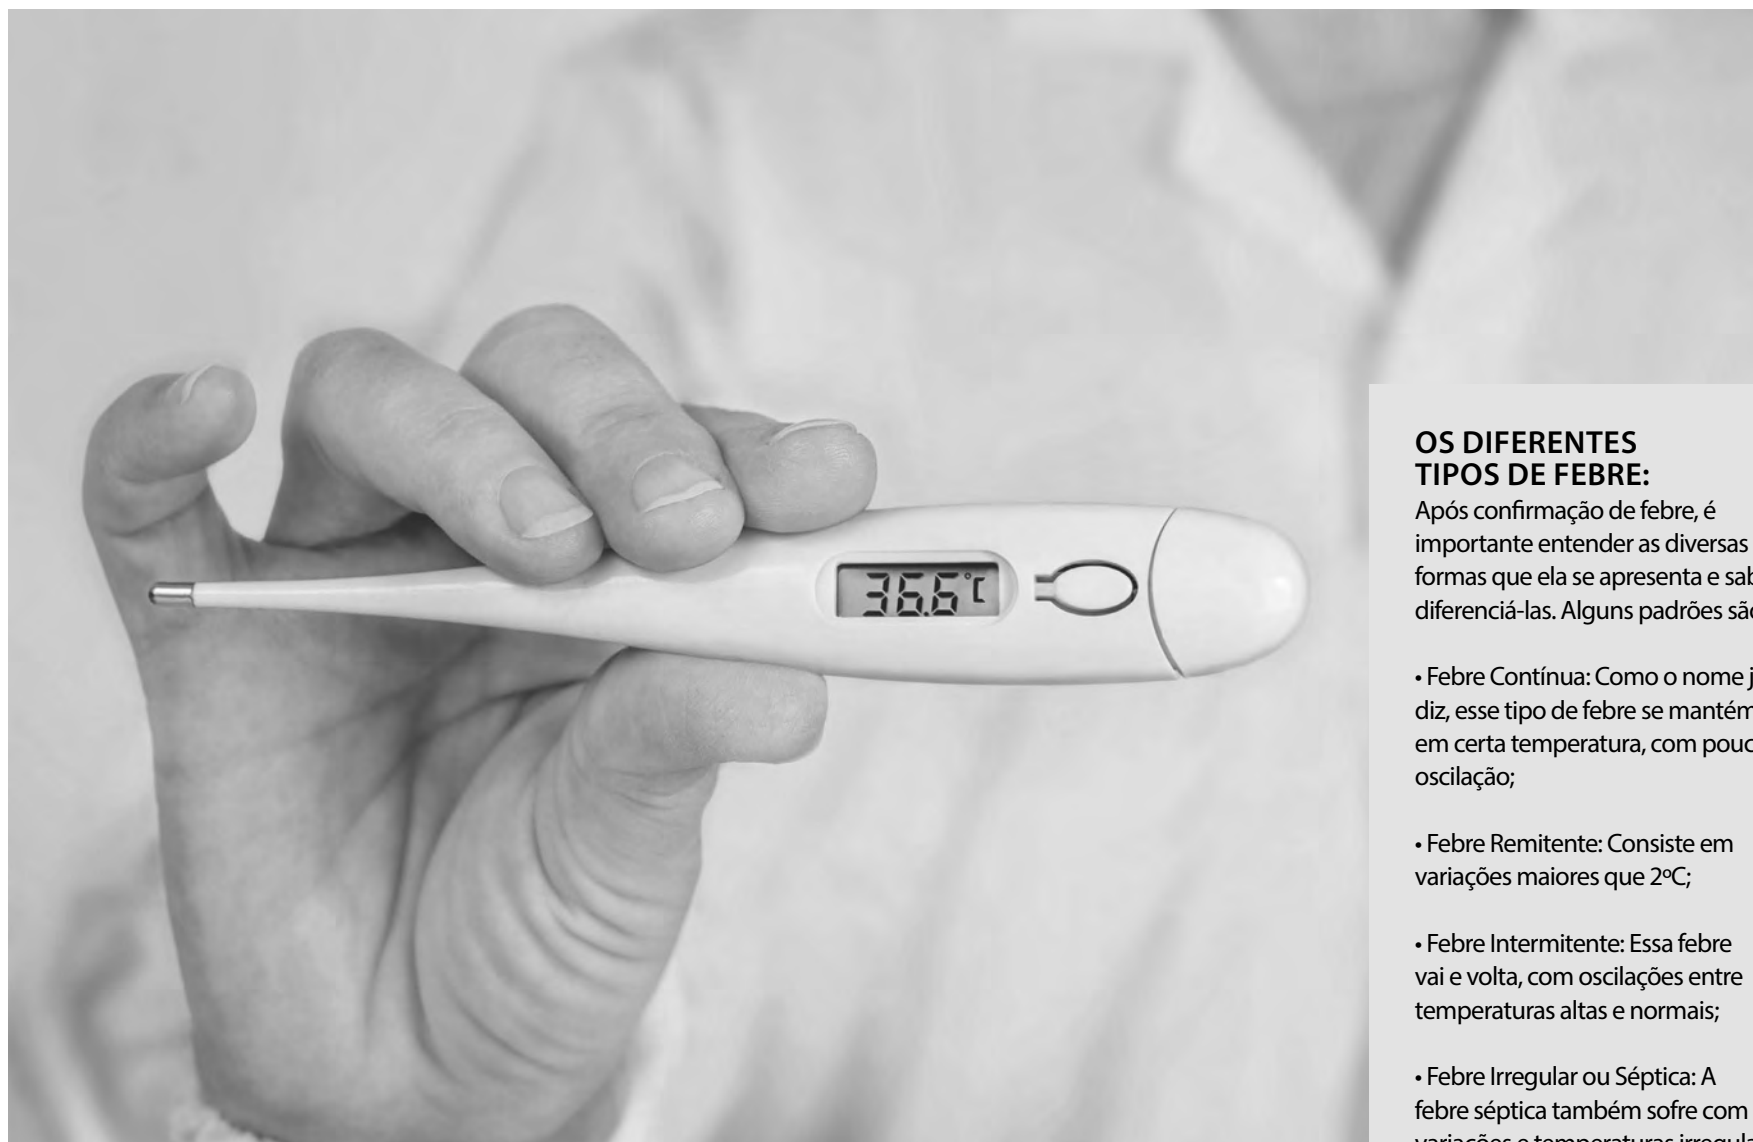 36.6°C
OS DIFERENTES
TIPOS DE FEBRE:
Após confirmação de febre, é
importante entender as diversas
formas que ela se apresenta e
diferenciá-las. Alguns padrões
• Febre Contínua: Como o nome
diz, esse tipo de febre se mantém
em certa temperatura, com
oscilação;
• Febre Remitente: Consiste em
variações maiores que 2ºC;
• Febre Intermitente: Essa febre
vai e volta, com oscilações entre
temperaturas altas e normais;
• Febre Irregular ou Séptica: A
febre séptica também sofre com
variações e temperaturas